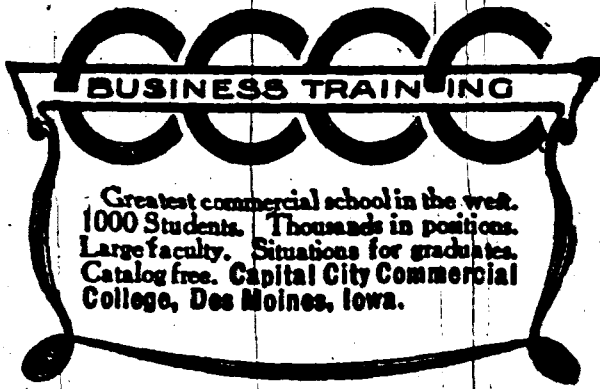 CCCC
BUSINESS TRAINING
Greatest commercial school in the west.
1000 Students. Thousands in positions.
Large faculty. Situations for graduates.
Catalog free. Capital City Commercial
College, Des Moines, Iowa.